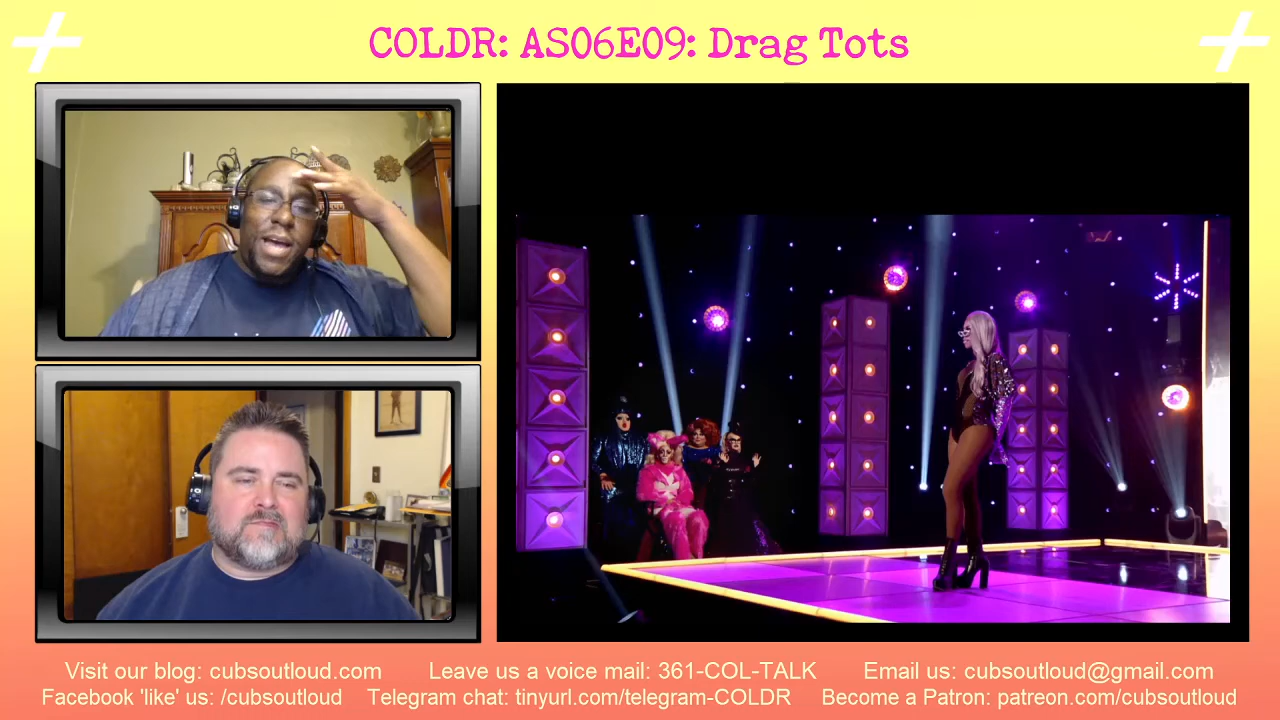 COLDR: AS06E09: Drag Tots
Visit our blog: cubsoutloud.com Leave us a voice mail: 361-COL-TALK Email us: cubsoutloud@gmail.com
Facebook 'like' us: /cubsoutloud Telegram chat: tinyurl.com/telegram-COLDR Become a Patron: patreon.com/cubsoutloud